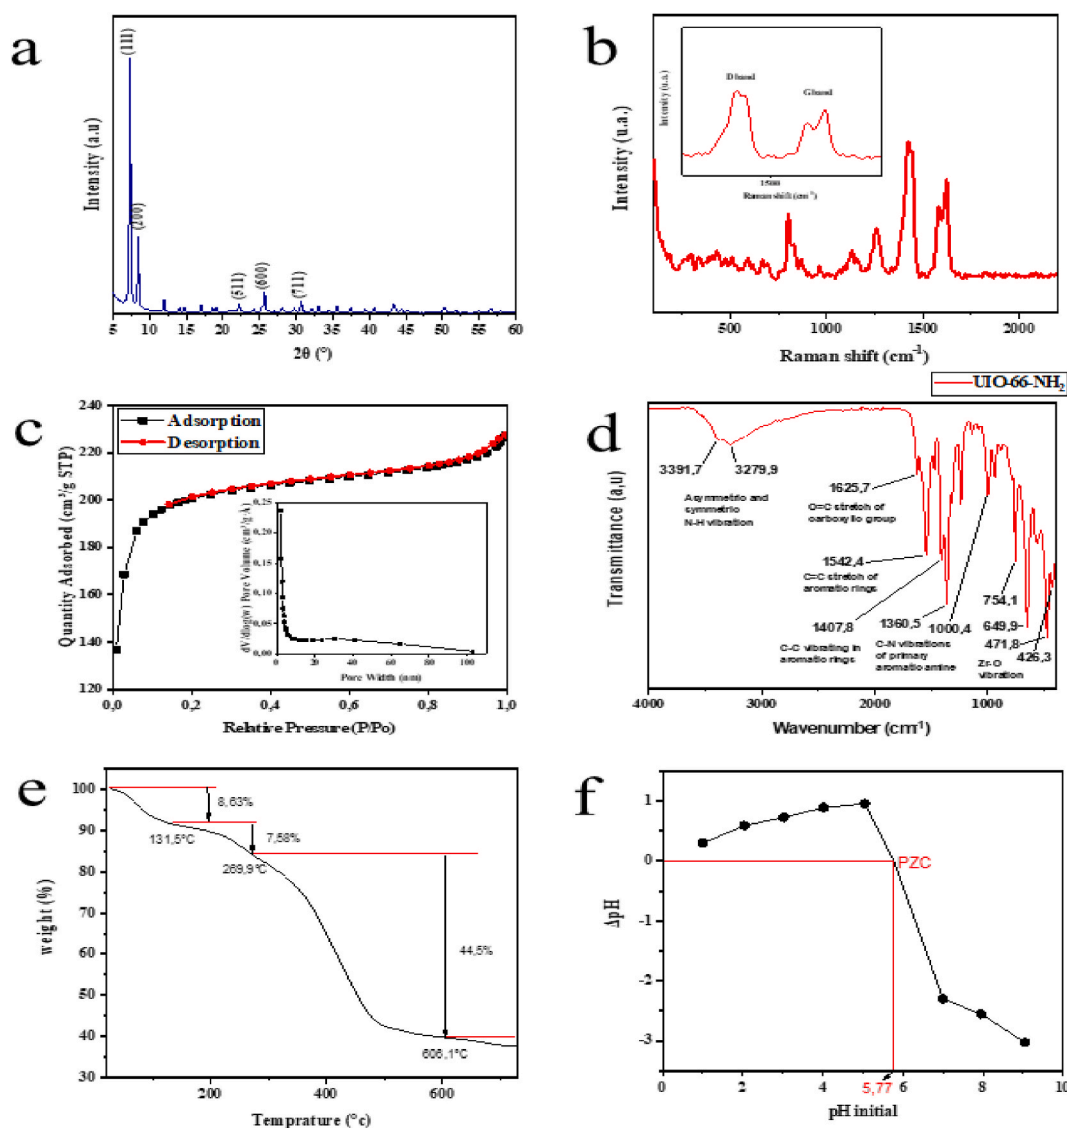 a
(111)
(200)
(511)
(600)
(711)
Intensity (a.u)
5 10 15 20 25 30 35 40 45 50 55 60
2θ (°)
b
D band
G band
Intensity (u.a.)
1500
Raman shift (cm-1)
Intensity (u.a.)
500 1000 1500 2000
Raman shift (cm-1)
c
Adsorption
Desorption
240
220
200
180
160
140
120
Quantity Adsorbed (cm³/g STP)
0,0 0,2 0,4 0,6 0,8 1,0
Relative Pressure (P/Po)
dV/dlog(w) Pore Volume (cm³/g·Å)
0,25
0,20
0,15
0,10
0,05
0,00
0 20 40 60 80 100
Pore Width (nm)
d
UIO-66-NH2
3391,7
3279,9
Asymmetric and
symmetric
N-H vibration
1625,7
O=C stretch of
carboxylic group
1542,4
C=C stretch of
aromatic rings
1407,8
C-C vibrating in
aromatic rings
1360,5
1000,4
C-N vibrations
of primary
aromatic amine
754,1
649,9
471,8
426,3
Zr-O
vibration
Transmittance (a,u)
4000 3000 2000 1000
Wavenumber (cm-1)
e
100
90
80
70
60
50
40
30
weight (%)
8,63%
131,5°C
7,58%
269,9°C
44,5%
606,1°C
200 400 600
Temprature (°c)
f
1
0
-1
-2
-3
ΔpH
PZC
5,77
0 2 4 6 8 10
pH initial